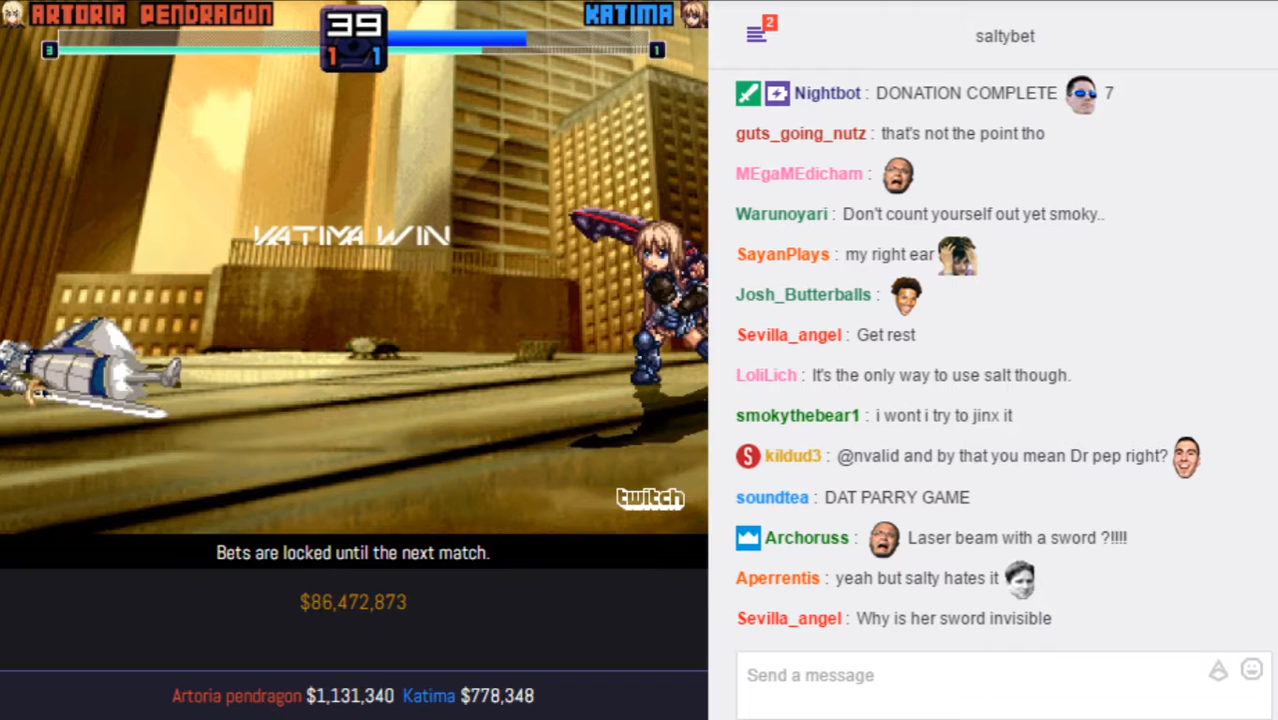 ARTORIA PENDRAGON
39
KATIMA
3
1 1
1
KATIMA WIN
twitch
Bets are locked until the next match.
$86,472,873
Artoria pendragon $1,131,340 Katima $778,348
2
saltybet
Nightbot : DONATION COMPLETE 7
guts_going_nutz : that's not the point tho
MEgaMEdicham :
Warunoyari : Don't count yourself out yet smoky..
SayanPlays : my right ear
Josh_Butterballs :
Sevilla_angel : Get rest
LoliLich : It's the only way to use salt though.
smokythebear1 : i wont i try to jinx it
S kildud3 : @nvalid and by that you mean Dr pep right?
soundtea : DAT PARRY GAME
Archoruss : Laser beam with a sword ?!!!!
Aperrentis : yeah but salty hates it
Sevilla_angel : Why is her sword invisible
Send a message